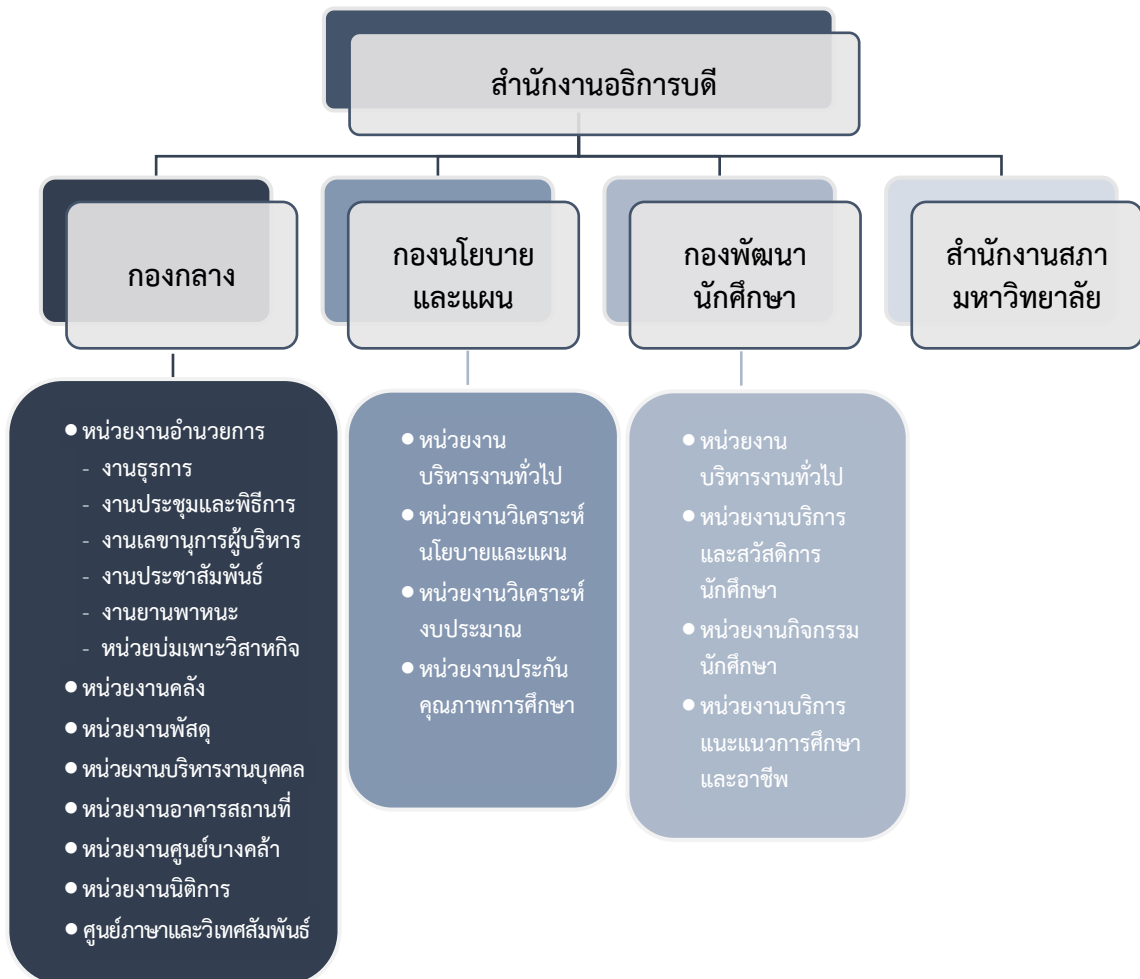 สำนักงานอธิการบดี
กองกลาง
กองนโยบาย
และแผน
กองพัฒนา
นักศึกษา
สำนักงานสภา
มหาวิทยาลัย
● หน่วยงานอำนวยการ
- งานธุรการ
- งานประชุมและพิธีการ
- งานเลขานุการผู้บริหาร
- งานประชาสัมพันธ์
- งานยานพาหนะ
- หน่วยบ่มเพาะวิสาหกิจ
● หน่วยงานคลัง
● หน่วยงานพัสดุ
● หน่วยงานบริหารงานบุคคล
● หน่วยงานอาคารสถานที่
● หน่วยงานศูนย์บางคล้า
● หน่วยงานนิติการ
● ศูนย์ภาษาและวิเทศสัมพันธ์
● หน่วยงาน
บริหารงานทั่วไป
● หน่วยงานวิเคราะห์
นโยบายและแผน
● หน่วยงานวิเคราะห์
งบประมาณ
● หน่วยงานประกัน
คุณภาพการศึกษา
● หน่วยงาน
บริหารงานทั่วไป
● หน่วยงานบริการ
และสวัสดิการ
นักศึกษา
● หน่วยงานกิจกรรม
นักศึกษา
● หน่วยงานบริการ
แนะแนวการศึกษา
และอาชีพ